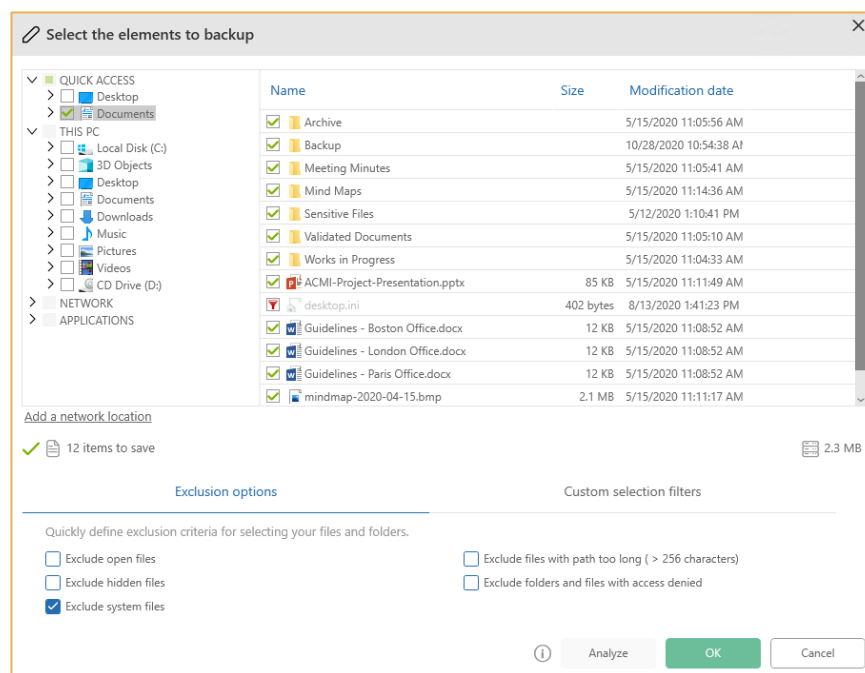 Select the elements to backup
QUICK ACCESS
Desktop
Documents
THIS PC
Local Disk (C:)
3D Objects
Desktop
Documents
Downloads
Music
Pictures
Videos
CD Drive (D:)
NETWORK
APPLICATIONS
Name Size Modification date
Archive 5/15/2020 11:05:56 AM
Backup 10/28/2020 10:54:38 AM
Meeting Minutes 5/15/2020 11:05:41 AM
Mind Maps 5/15/2020 11:14:36 AM
Sensitive Files 5/12/2020 1:10:41 PM
Validated Documents 5/15/2020 11:05:10 AM
Works in Progress 5/15/2020 11:04:33 AM
ACMI-Project-Presentation.pptx 85 KB 5/15/2020 11:11:49 AM
desktop.ini 402 bytes 8/13/2020 1:41:23 PM
Guidelines - Boston Office.docx 12 KB 5/15/2020 11:08:52 AM
Guidelines - London Office.docx 12 KB 5/15/2020 11:08:52 AM
Guidelines - Paris Office.docx 12 KB 5/15/2020 11:08:52 AM
mindmap-2020-04-15.bmp 2.1 MB 5/15/2020 11:11:17 AM
Add a network location
12 items to save 2.3 MB
Exclusion options Custom selection filters
Quickly define exclusion criteria for selecting your files and folders.
Exclude open files Exclude files with path too long ( > 256 characters)
Exclude hidden files Exclude folders and files with access denied
Exclude system files
Analyze OK Cancel